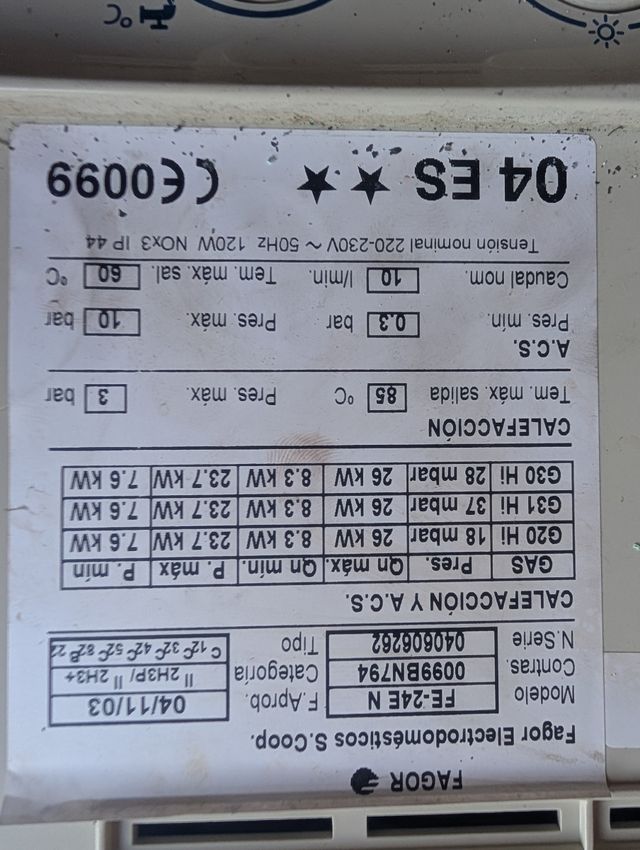 FAGOR
Fagor Electrodomésticos S.Coop.
Modelo FE-24E N F.Aprob. 04/11/03
Contras. 0099BN794 Categoria II 2H3P/ II 2H3+
N.Serie 040606262 Tipo C 12 C 32 C 42 C 52 C 82 B 22
CALEFACCIÓN Y A.C.S.
GAS Pres. Qn máx. Qn mín. P. máx P. mín
G20 Hi 18 mbar 26 kW 8.3 kW 23.7 kW 7.6 kW
G31 Hi 37 mbar 26 kW 8.3 kW 23.7 kW 7.6 kW
G30 Hi 28 mbar 26 kW 8.3 kW 23.7 kW 7.6 kW
CALEFACCIÓN
Tem. máx. salida 85 °C Pres. máx. 3 bar
A.C.S.
Pres. mín. 0.3 bar Pres. máx. 10 bar
Caudal nom. 10 l/min. Tem. máx. sal. 60 °C
Tensión nominal 220-230V ~ 50Hz 120W NOx3 IP 44
04 ES ★ ★ CE0099
°C